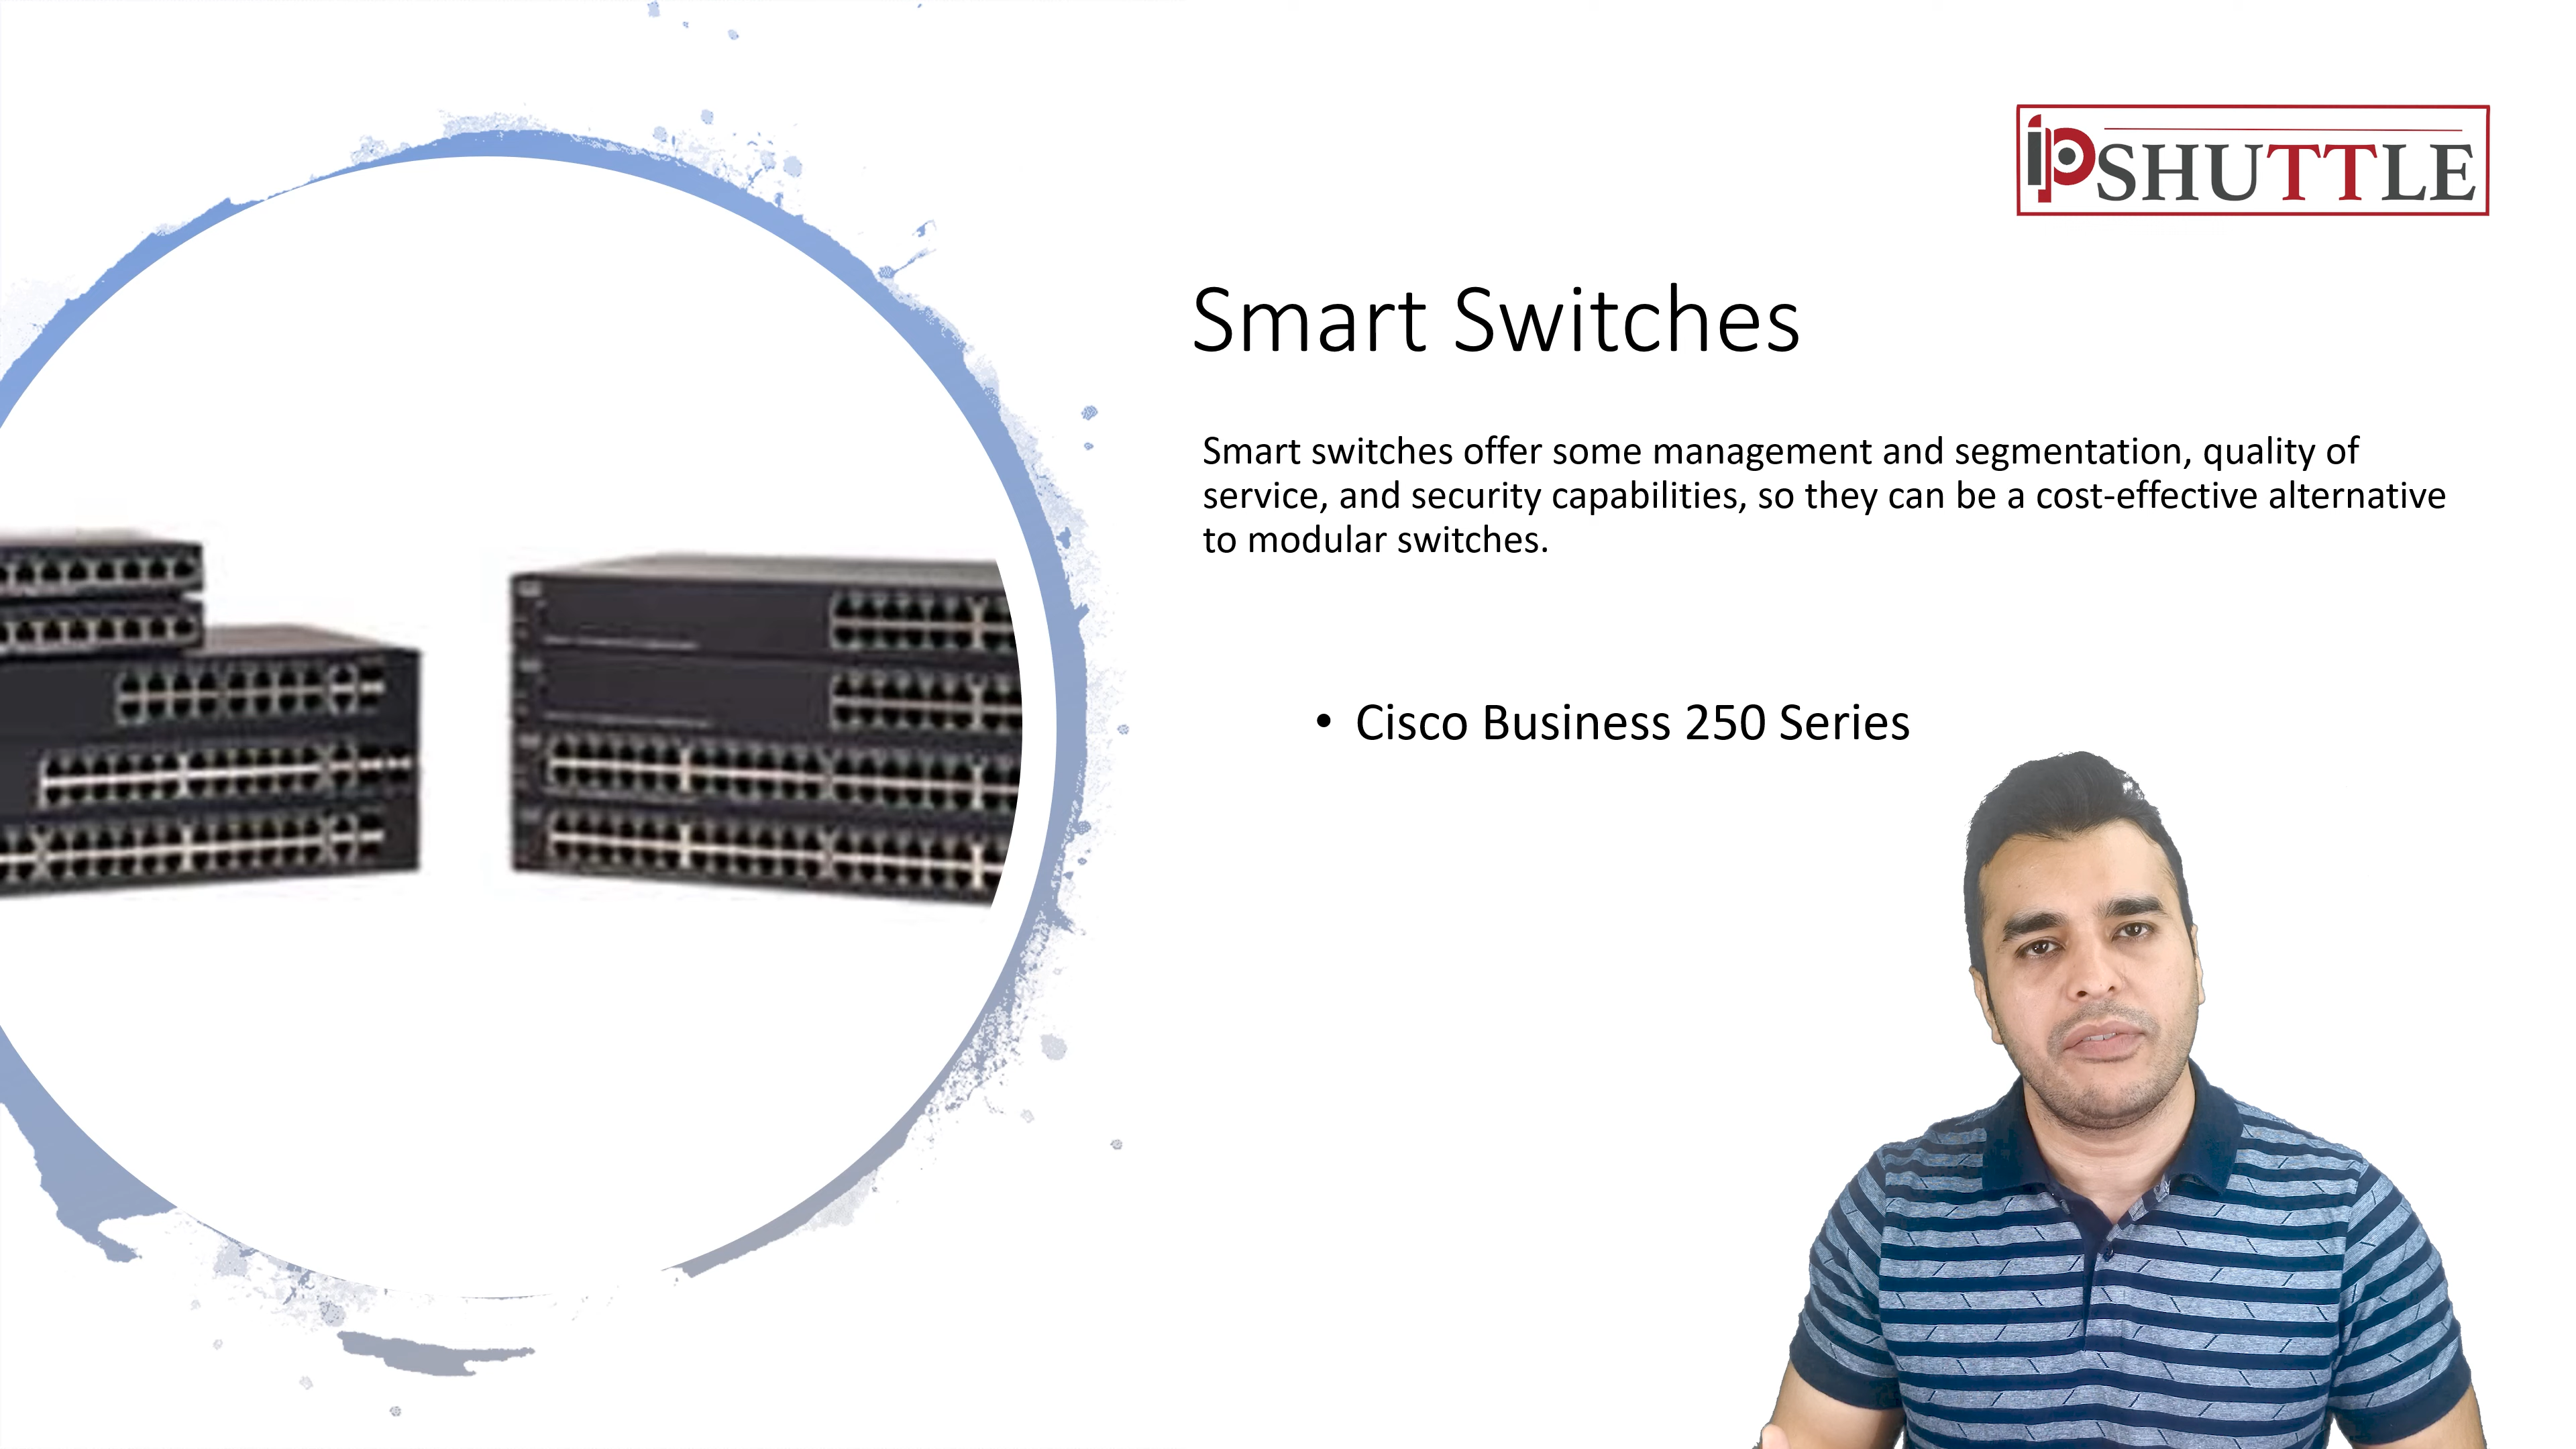 ipSHUTTLE
Smart Switches
Smart switches offer some management and segmentation, quality of
service, and security capabilities, so they can be a cost-effective alternative
to modular switches.
• Cisco Business 250 Series